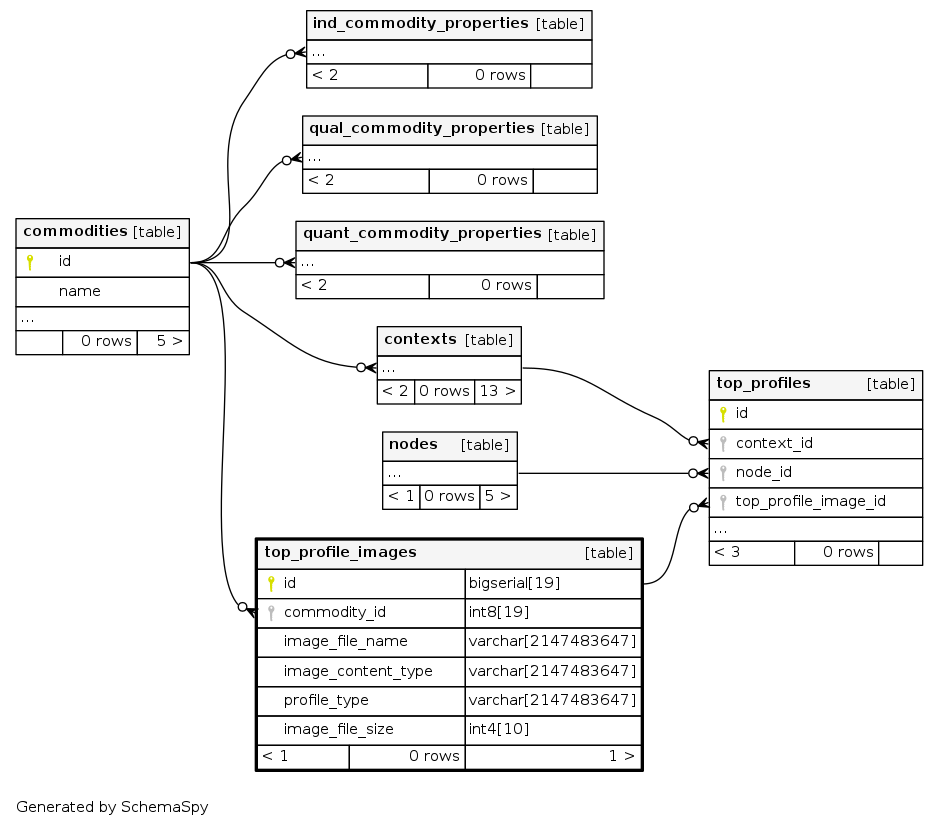 ind_commodity_properties [table]
...
< 2 0 rows
qual_commodity_properties [table]
...
< 2 0 rows
commodities [table]
id
name
...
0 rows 5 >
quant_commodity_properties [table]
...
< 2 0 rows
contexts [table]
...
< 2 0 rows 13 >
nodes [table]
...
< 1 0 rows 5 >
top_profiles [table]
id
context_id
node_id
top_profile_image_id
...
< 3 0 rows
top_profile_images [table]
id bigserial[19]
commodity_id int8[19]
image_file_name varchar[2147483647]
image_content_type varchar[2147483647]
profile_type varchar[2147483647]
image_file_size int4[10]
< 1 0 rows 1 >
Generated by SchemaSpy